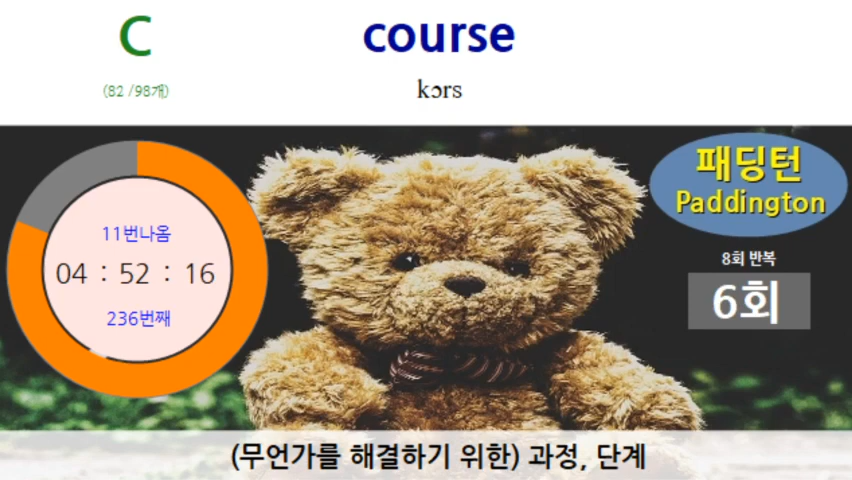 C
course
(82 /98개)
kɔrs
패딩턴
Paddington
11번나옴
04 : 52 : 16
236번째
8회 반복
6회
(무언가를 해결하기 위한) 과정, 단계